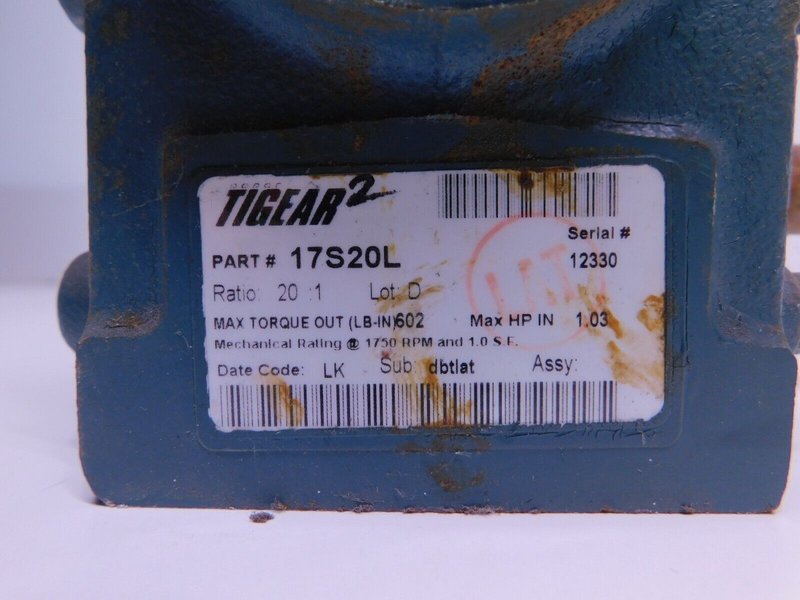 TIGEAR2
Serial #
PART # 17S20L 12330
Ratio: 20 :1 Lot: D
MAX TORQUE OUT (LB-IN)602 Max HP IN 1.03
Mechanical Rating @ 1750 RPM and 1.0 S.F.
Date Code: LK Sub: dbtlat Assy: